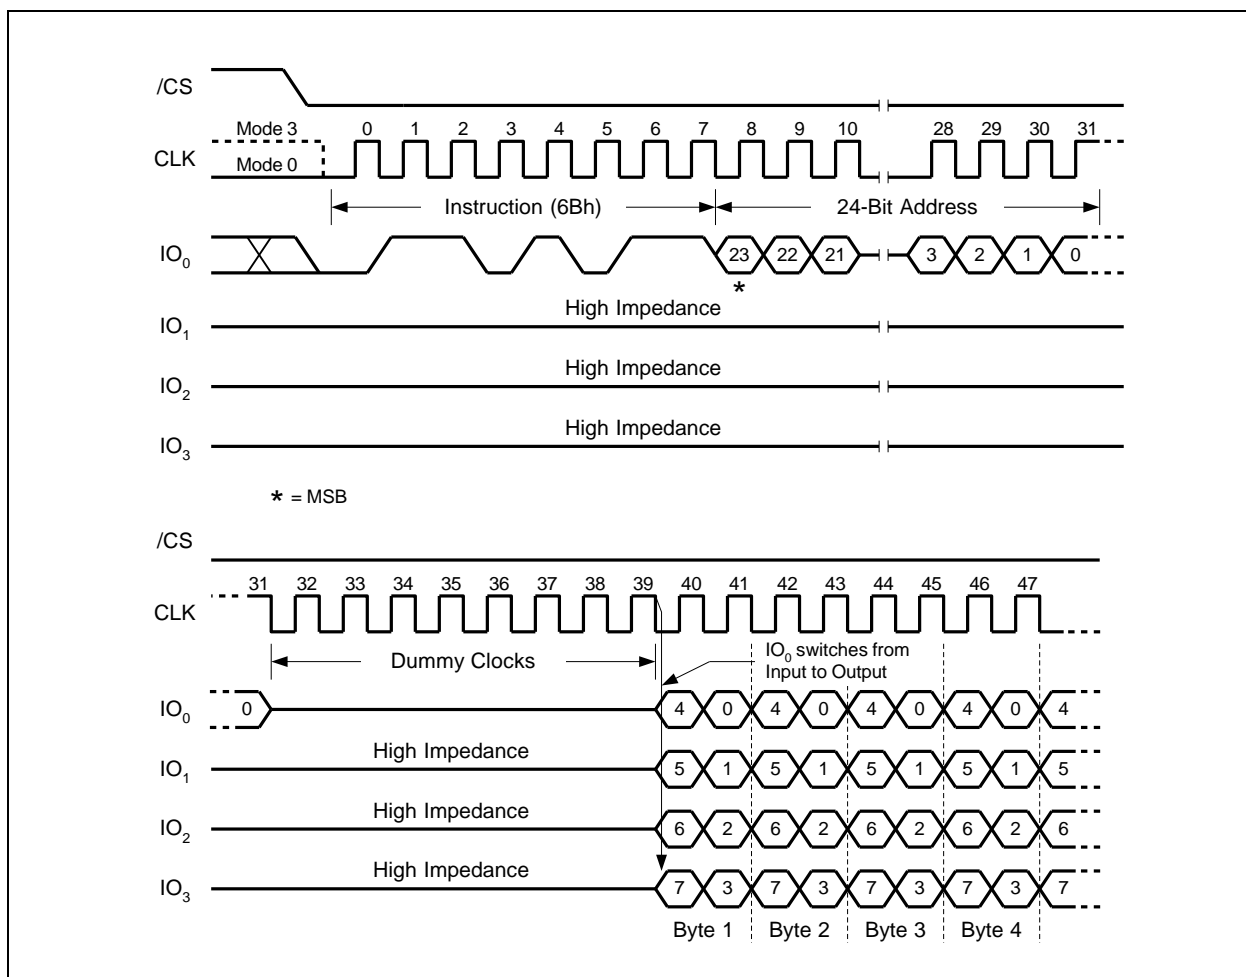 /CS
Mode 3 0 1 2 3 4 5 6 7 8 9 10 28 29 30 31
CLK Mode 0
Instruction (6Bh) 24-Bit Address
IO0 23 22 21 3 2 1 0
*
High Impedance
IO1
High Impedance
IO2
High Impedance
IO3
* = MSB
/CS
31 32 33 34 35 36 37 38 39 40 41 42 43 44 45 46 47
CLK
Dummy Clocks
IO0 switches from
Input to Output
IO0 0 4 0 4 0 4 0 4 0 4
High Impedance
IO1 5 1 5 1 5 1 5 1 5
High Impedance
IO2 6 2 6 2 6 2 6 2 6
High Impedance
IO3 7 3 7 3 7 3 7 3 7
Byte 1 Byte 2 Byte 3 Byte 4